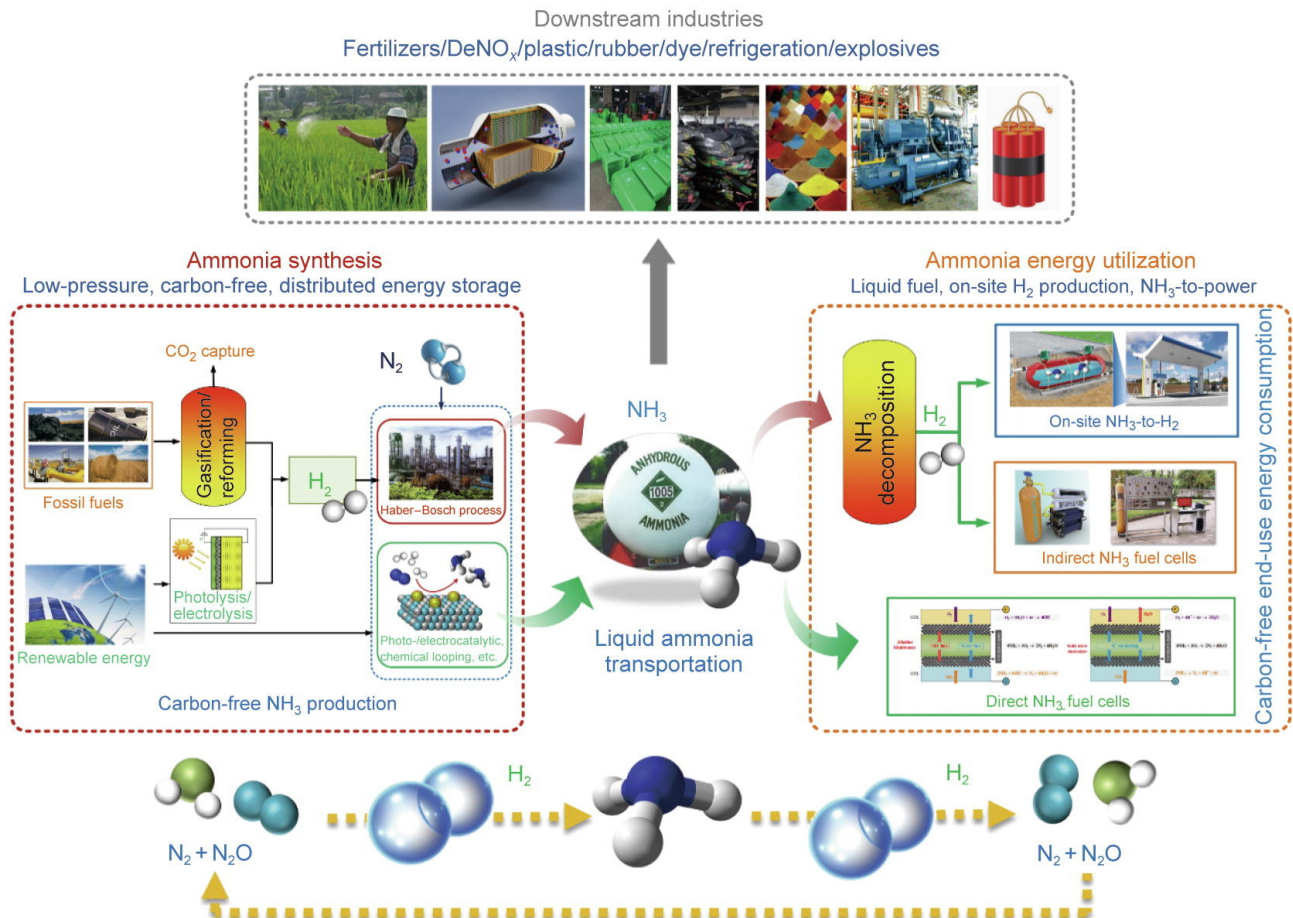 Downstream industries
Fertilizers/DeNOx/plastic/rubber/dye/refrigeration/explosives
Ammonia synthesis
Low-pressure, carbon-free, distributed energy storage
CO2 capture
N2
Gasification/
reforming
OIL
Fossil fuels
H2
Haber–Bosch process
Photolysis/
electrolysis
Renewable energy
Photo-/electrocatalytic,
chemical looping, etc.
Carbon-free NH3 production
NH3
ANHYDROUS
1005
2
AMMONIA
Liquid ammonia
transportation
Ammonia energy utilization
Liquid fuel, on-site H2 production, NH3-to-power
NH3
decomposition
H2
On-site NH3-to-H2
Indirect NH3 fuel cells
Direct NH3 fuel cells
Carbon-free end-use energy consumption
H2
H2
N2 + N2O
N2 + N2O